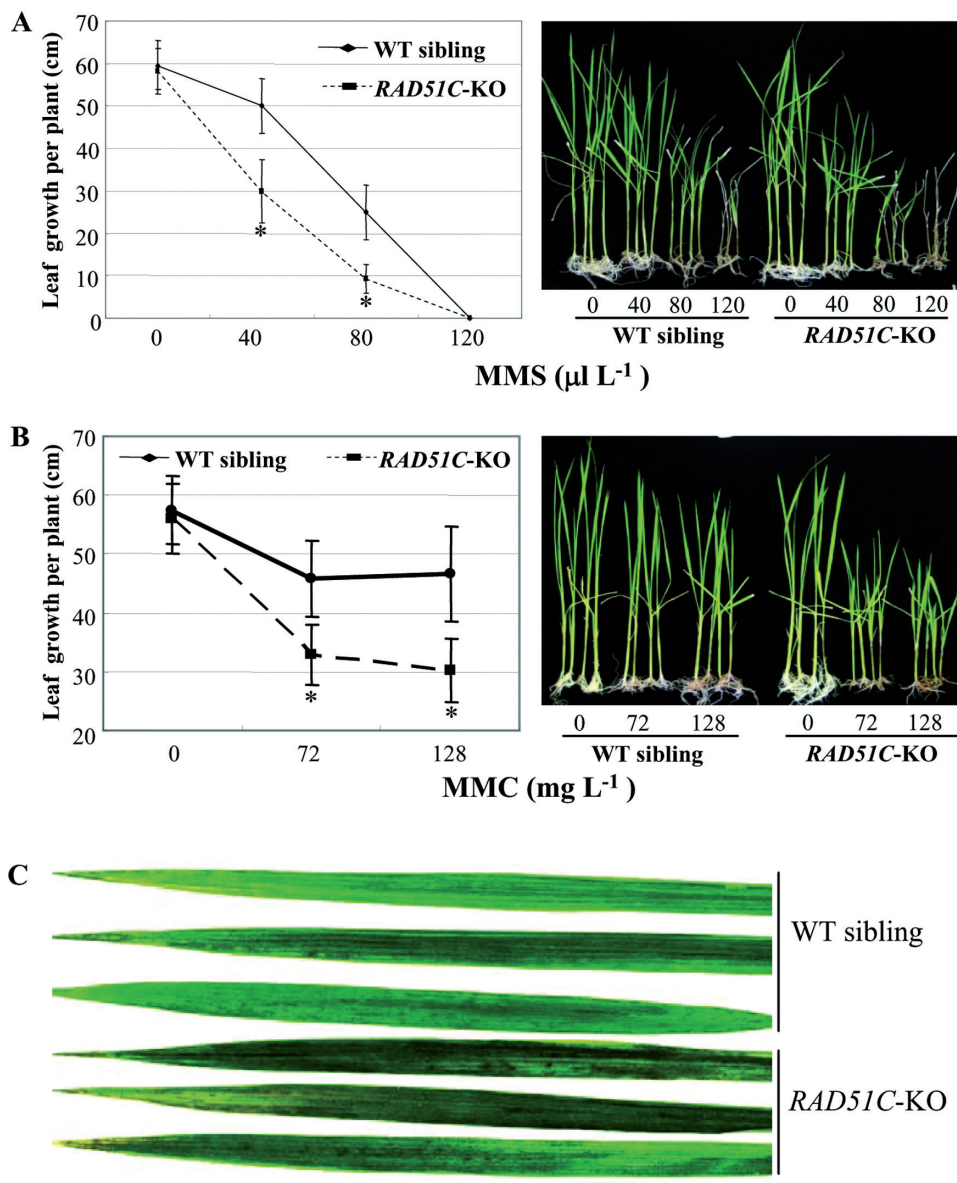 A
70
60
50
40
30
20
10
0
Leaf growth per plant (cm)
WT sibling
RAD51C-KO
*
*
0 40 80 120
0 40 80 120 0 40 80 120
WT sibling RAD51C-KO
MMS (µl L-1 )
B
70
60
50
40
30
20
Leaf growth per plant (cm)
WT sibling RAD51C-KO
* *
0 72 128
0 72 128 0 72 128
WT sibling RAD51C-KO
MMC (mg L-1 )
C
WT sibling
RAD51C-KO